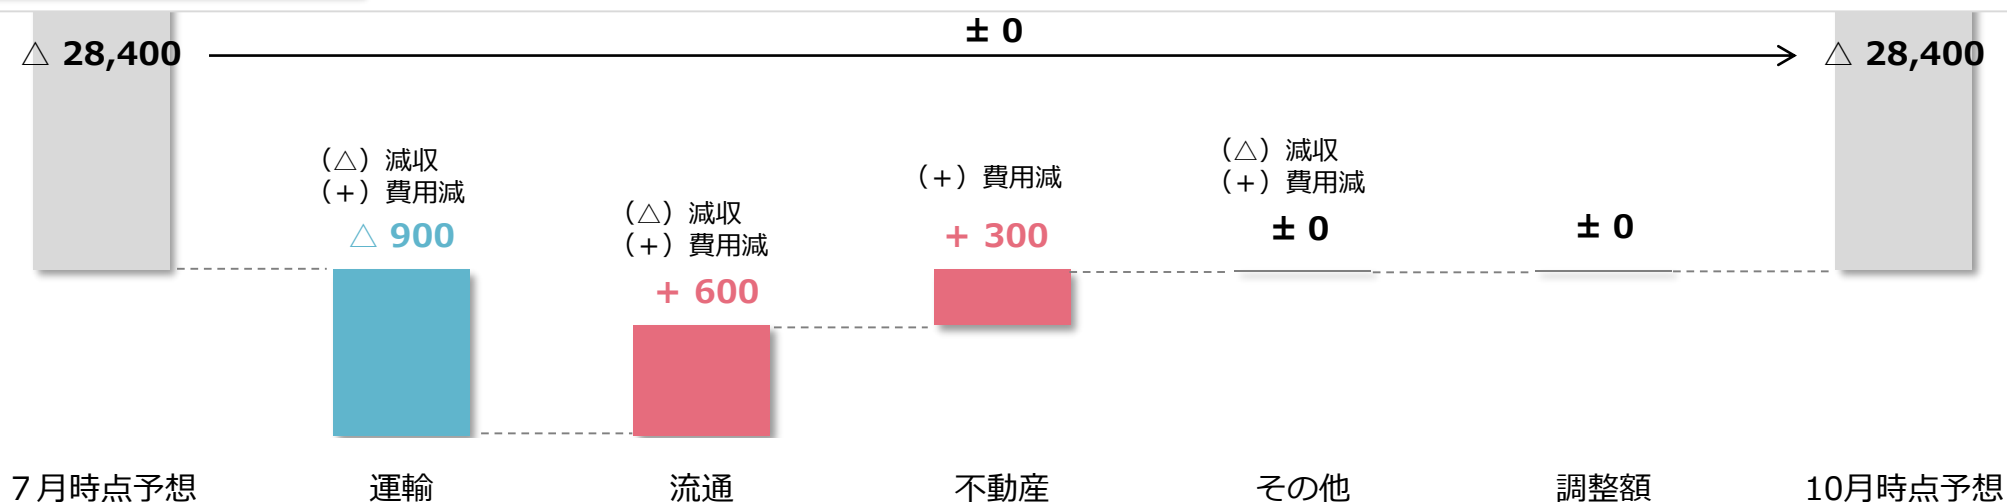 ± 0
△ 28,400
△ 28,400
（△）減収
（+）費用減
△ 900
（△）減収
（+）費用減
+ 600
（+）費用減
+ 300
（△）減収
（+）費用減
± 0
± 0
７月時点予想
運輸
流通
不動産
その他
調整額
10月時点予想